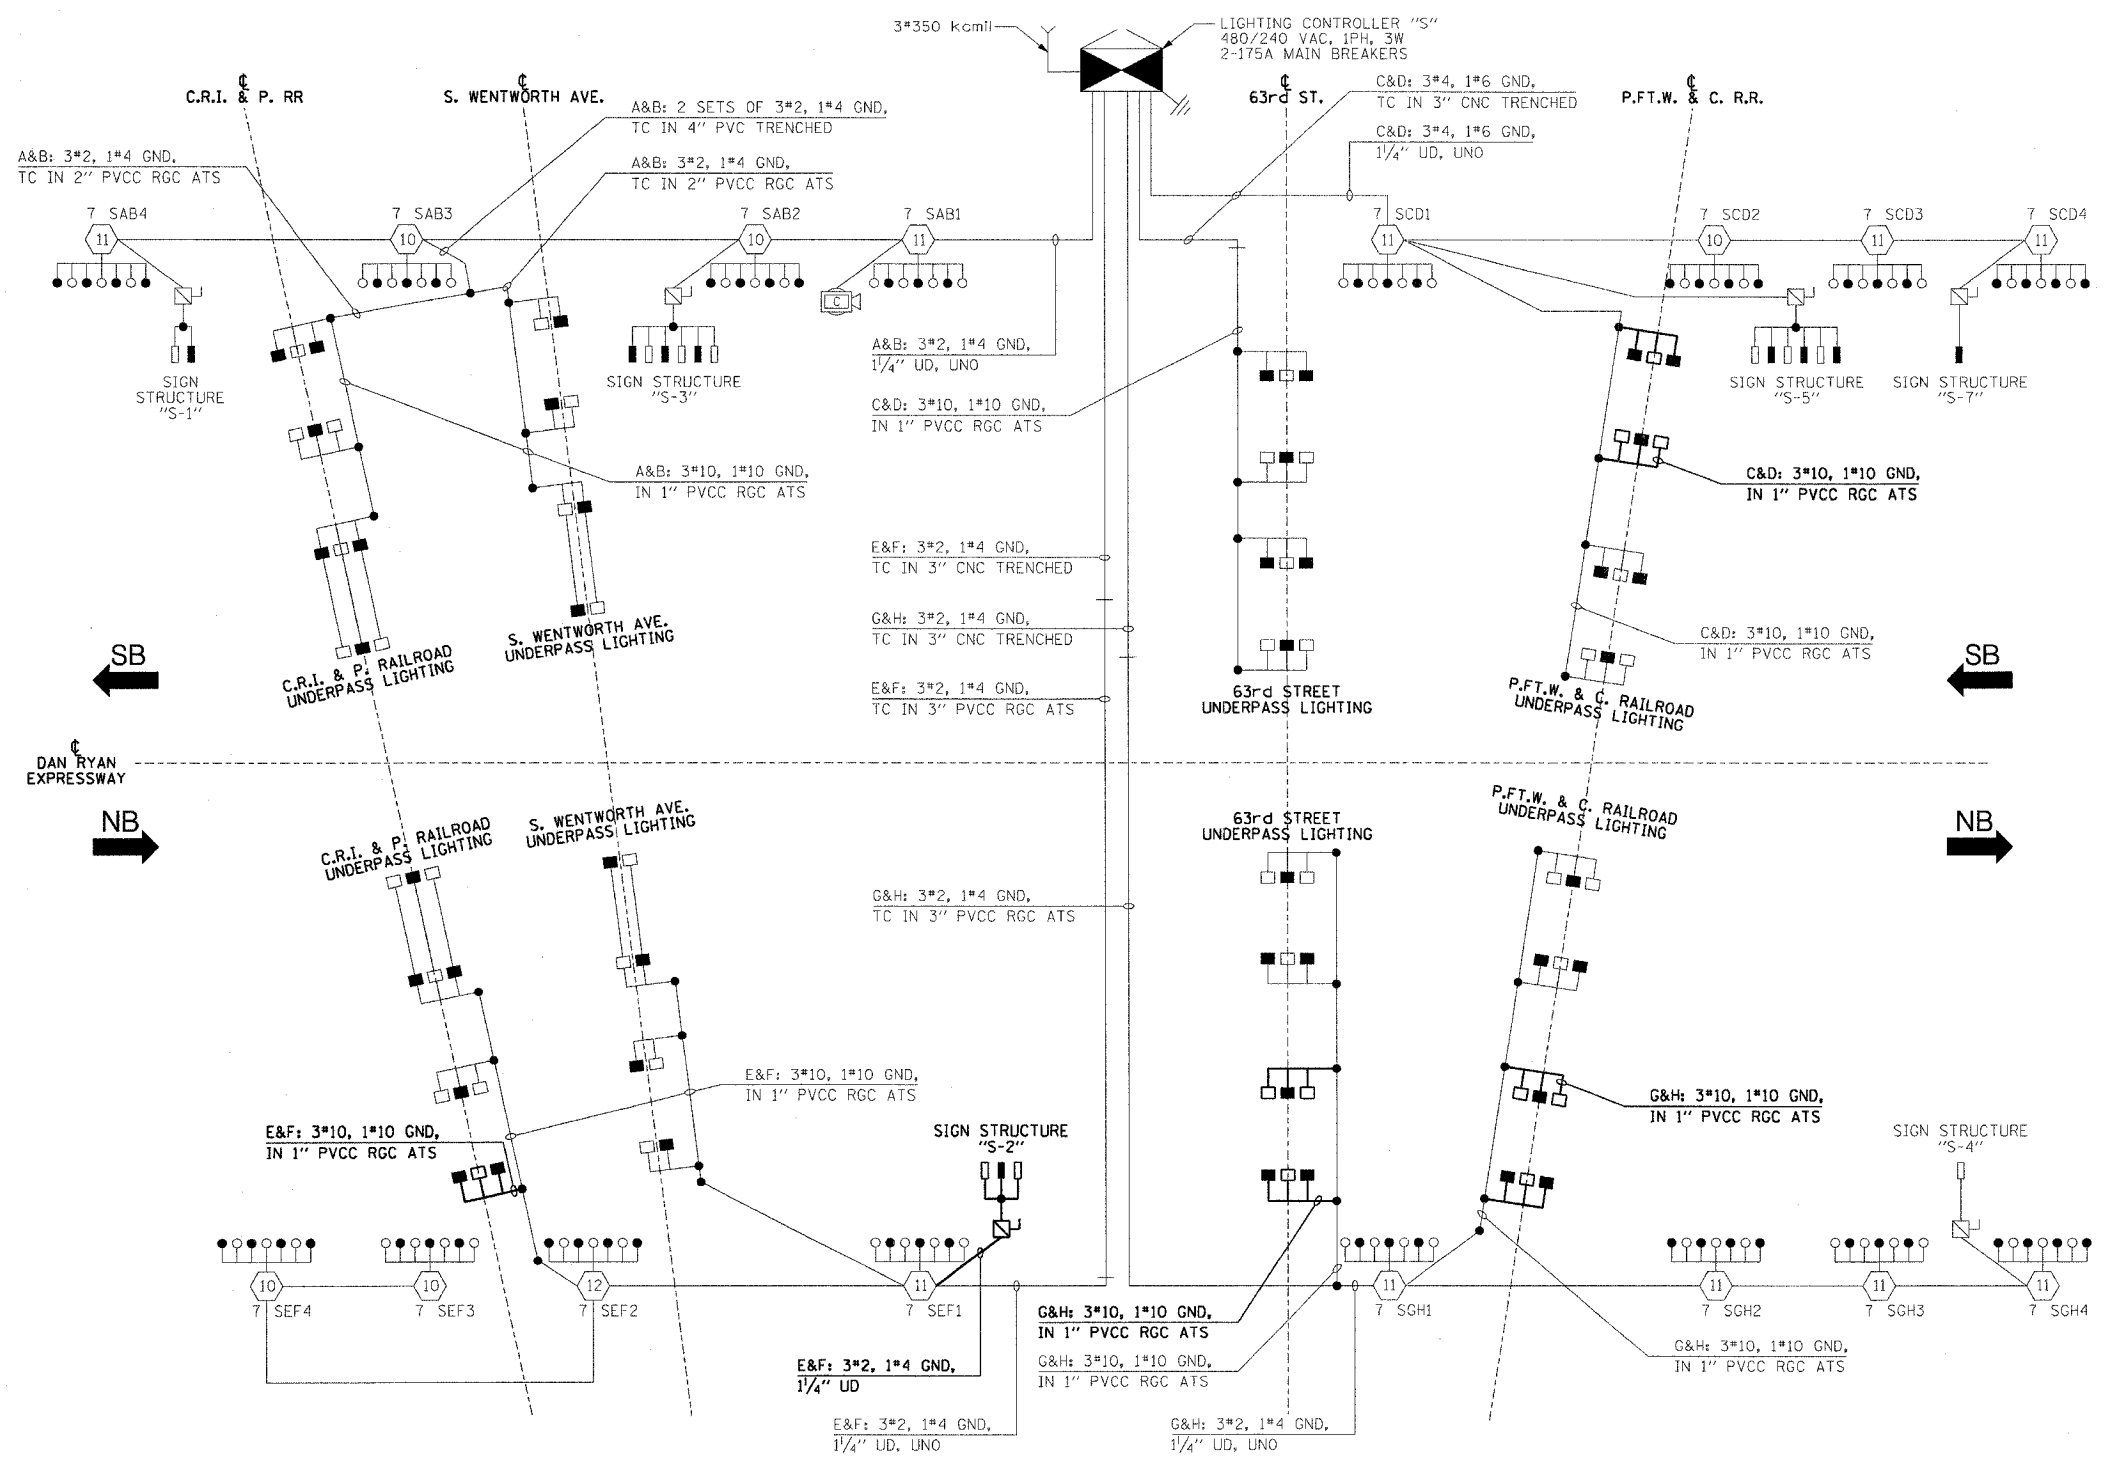 3#350 kcmil
LIGHTING CONTROLLER "S"
480/240 VAC, 1PH, 3W
2-175A MAIN BREAKERS
℄
C.R.I. & P. RR
℄
S. WENTWORTH AVE.
℄
63rd ST.
℄
P.FT.W. & C. R.R.
A&B: 2 SETS OF 3#2, 1#4 GND,
TC IN 4" PVC TRENCHED
C&D: 3#4, 1#6 GND,
TC IN 3" CNC TRENCHED
C&D: 3#4, 1#6 GND,
1 1/4" UD, UNO
A&B: 3#2, 1#4 GND,
TC IN 2" PVCC RGC ATS
A&B: 3#2, 1#4 GND,
TC IN 2" PVCC RGC ATS
7 SAB4
11
7 SAB3
10
7 SAB2
10
7 SAB1
11
7 SCD1
11
7 SCD2
10
7 SCD3
11
7 SCD4
11
C
SIGN
STRUCTURE
"S-1"
SIGN STRUCTURE
"S-3"
SIGN STRUCTURE
"S-5"
SIGN STRUCTURE
"S-7"
A&B: 3#2, 1#4 GND,
1 1/4" UD, UNO
C&D: 3#10, 1#10 GND,
IN 1" PVCC RGC ATS
A&B: 3#10, 1#10 GND,
IN 1" PVCC RGC ATS
C&D: 3#10, 1#10 GND,
IN 1" PVCC RGC ATS
E&F: 3#2, 1#4 GND,
TC IN 3" CNC TRENCHED
G&H: 3#2, 1#4 GND,
TC IN 3" CNC TRENCHED
E&F: 3#2, 1#4 GND,
TC IN 3" PVCC RGC ATS
C&D: 3#10, 1#10 GND,
IN 1" PVCC RGC ATS
SB
C.R.I. & P. RAILROAD
UNDERPASS LIGHTING
S. WENTWORTH AVE.
UNDERPASS LIGHTING
63rd STREET
UNDERPASS LIGHTING
P.FT.W. & C. RAILROAD
UNDERPASS LIGHTING
SB
℄
DAN RYAN
EXPRESSWAY
NB
C.R.I. & P. RAILROAD
UNDERPASS LIGHTING
S. WENTWORTH AVE.
UNDERPASS LIGHTING
63rd STREET
UNDERPASS LIGHTING
P.FT.W. & C. RAILROAD
UNDERPASS LIGHTING
NB
G&H: 3#2, 1#4 GND,
TC IN 3" PVCC RGC ATS
E&F: 3#10, 1#10 GND,
IN 1" PVCC RGC ATS
G&H: 3#10, 1#10 GND,
IN 1" PVCC RGC ATS
E&F: 3#10, 1#10 GND,
IN 1" PVCC RGC ATS
SIGN STRUCTURE
"S-2"
SIGN STRUCTURE
"S-4"
10
7 SEF4
10
7 SEF3
12
7 SEF2
11
7 SEF1
11
7 SGH1
11
7 SGH2
11
7 SGH3
11
7 SGH4
G&H: 3#10, 1#10 GND,
IN 1" PVCC RGC ATS
G&H: 3#10, 1#10 GND,
IN 1" PVCC RGC ATS
G&H: 3#10, 1#10 GND,
IN 1" PVCC RGC ATS
E&F: 3#2, 1#4 GND,
1 1/4" UD
E&F: 3#2, 1#4 GND,
1 1/4" UD, UNO
G&H: 3#2, 1#4 GND,
1 1/4" UD, UNO